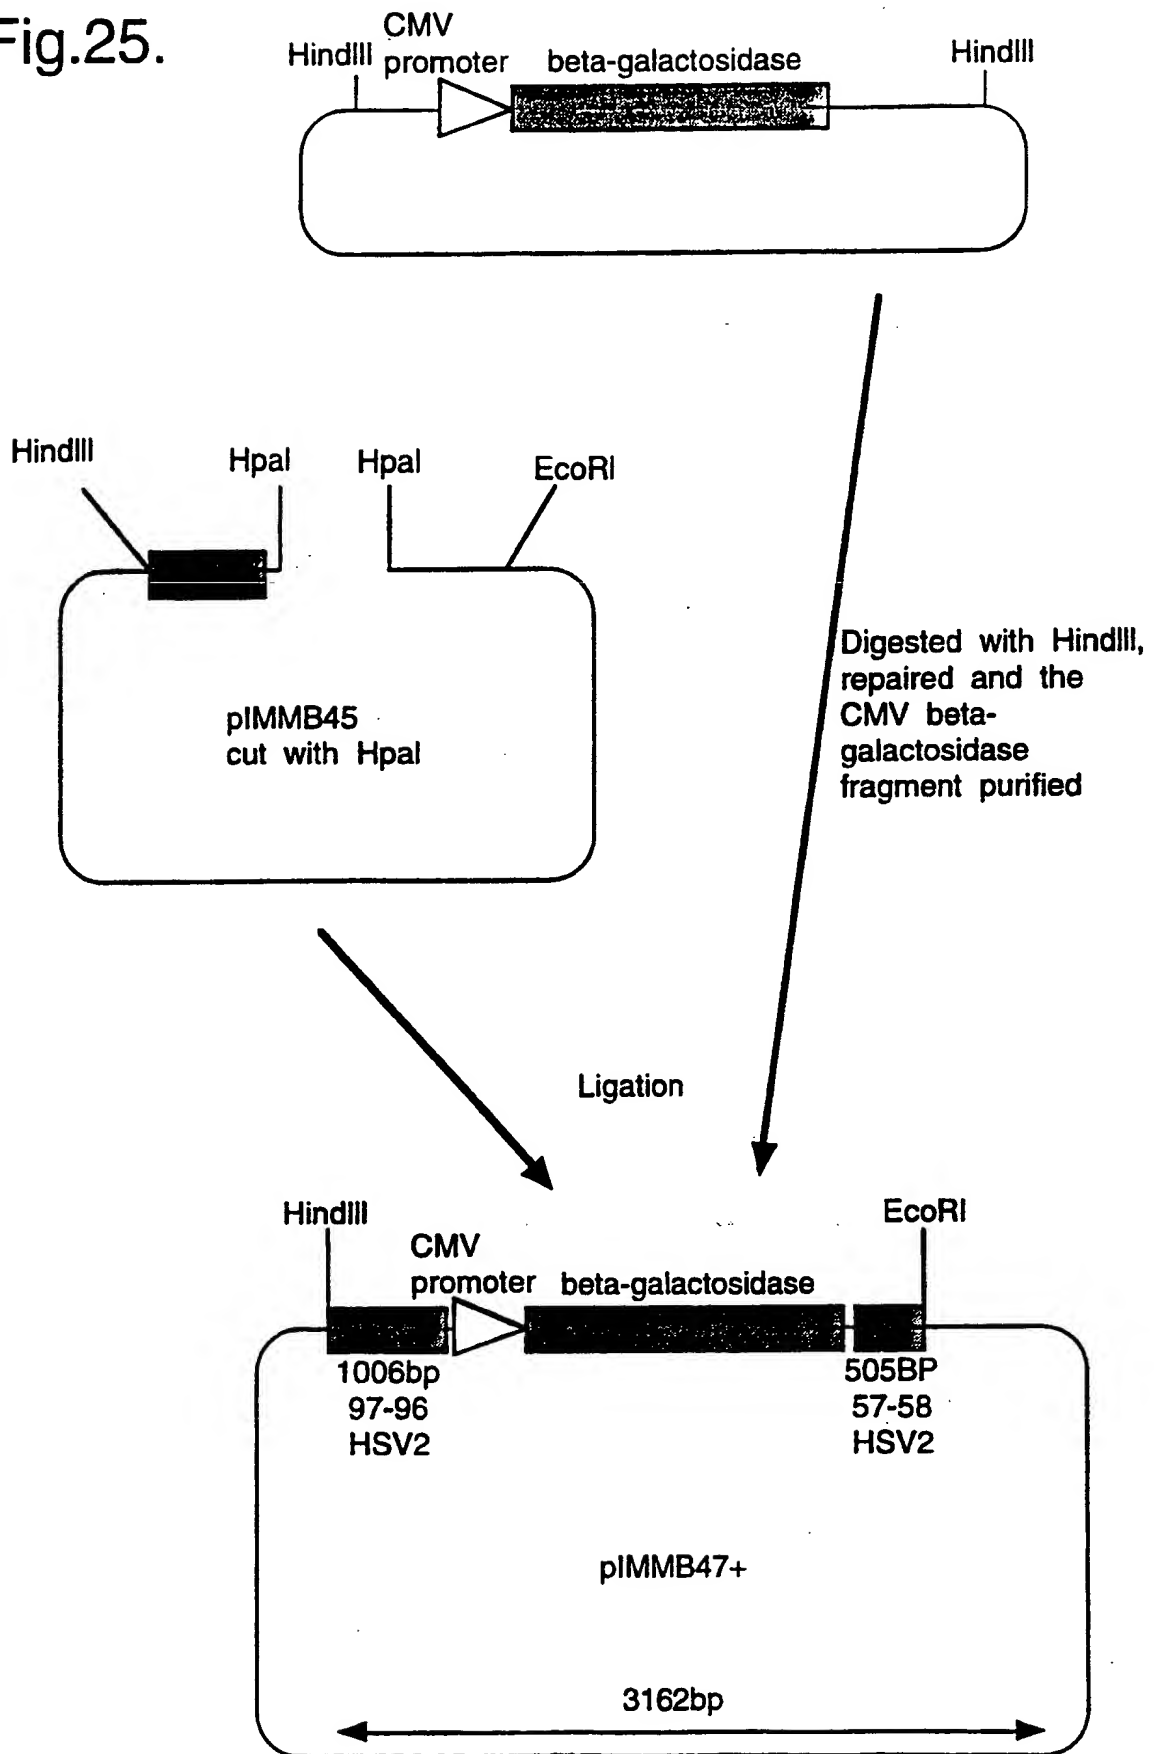 Fig.25.
CMV
HindIII promoter beta-galactosidase HindIII
HindIII HpaI HpaI EcoRI
pIMMB45
cut with HpaI
Digested with HindIII,
repaired and the
CMV beta-
galactosidase
fragment purified
Ligation
HindIII EcoRI
CMV
promoter beta-galactosidase
1006bp 505BP
97-96 57-58
HSV2 HSV2
pIMMB47+
3162bp